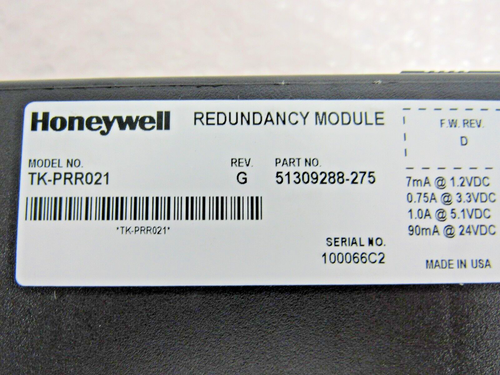 Honeywell REDUNDANCY MODULE
F.W. REV.
D
MODEL NO. REV. PART NO.
TK-PRR021 G 51309288-275
*TK-PRR021*
7mA @ 1.2VDC
0.75A @ 3.3VDC
1.0A @ 5.1VDC
90mA @ 24VDC
SERIAL NO.
100066C2
MADE IN USA